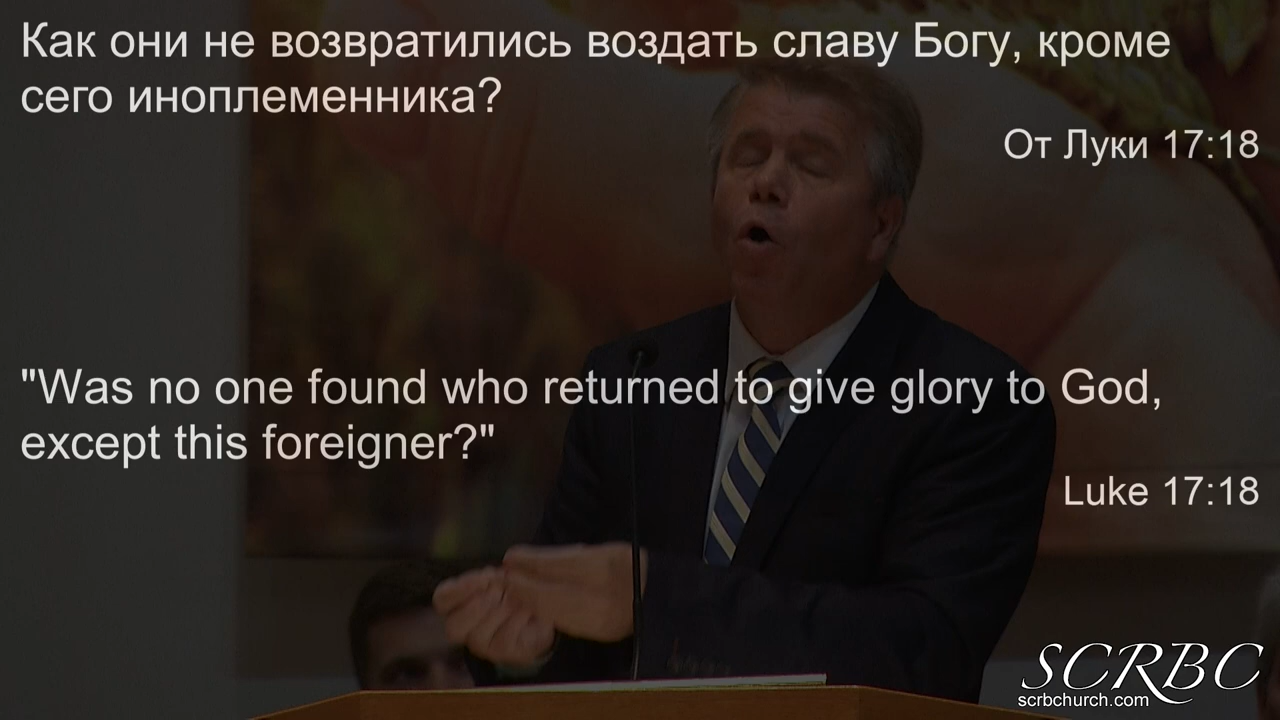 Как они не возвратились воздать славу Богу, кроме
сего иноплеменника?
От Луки 17:18
"Was no one found who returned to give glory to God,
except this foreigner?"
Luke 17:18
SCRBC
scrbchurch.com